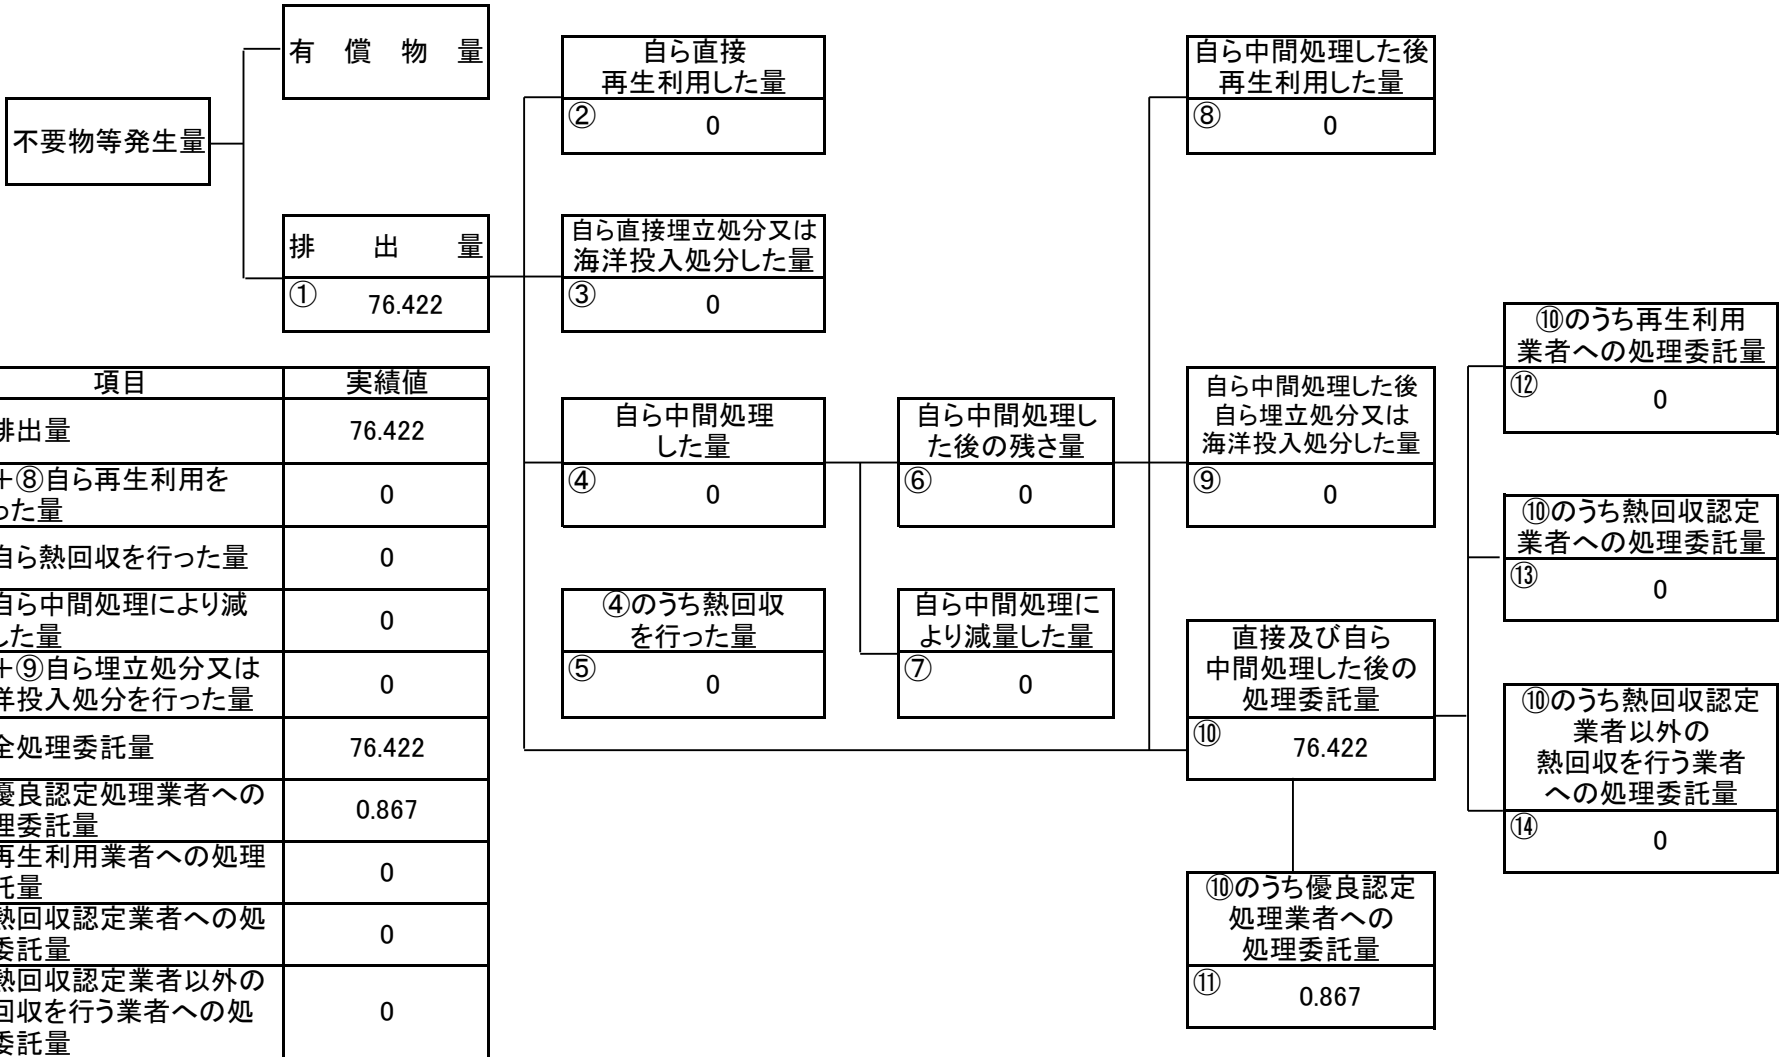 有償物量
不要物等発生量
排出量
① 76.422
自ら直接
再生利用した量
② 0
自ら直接埋立処分又は
海洋投入処分した量
③ 0
自ら中間処理
した量
④ 0
④のうち熱回収
を行った量
⑤ 0
自ら中間処理し
た後の残さ量
⑥ 0
自ら中間処理に
より減量した量
⑦ 0
自ら中間処理した後
再生利用した量
⑧ 0
自ら中間処理した後
自ら埋立処分又は
海洋投入処分した量
⑨ 0
直接及び自ら
中間処理した後の
処理委託量
⑩ 76.422
⑩のうち優良認定
処理業者への
処理委託量
⑪ 0.867
⑩のうち再生利用
業者への処理委託量
⑫ 0
⑩のうち熱回収認定
業者への処理委託量
⑬ 0
⑩のうち熱回収認定
業者以外の
熱回収を行う業者
への処理委託量
⑭ 0
項目 実績値
排出量 76.422
+⑧自ら再生利用を
った量 0
自ら熱回収を行った量 0
自ら中間処理により減
した量 0
+⑨自ら埋立処分又は
洋投入処分を行った量 0
全処理委託量 76.422
優良認定処理業者への
理委託量 0.867
再生利用業者への処理
託量 0
熱回収認定業者への処
委託量 0
熱回収認定業者以外の
回収を行う業者への処
委託量 0